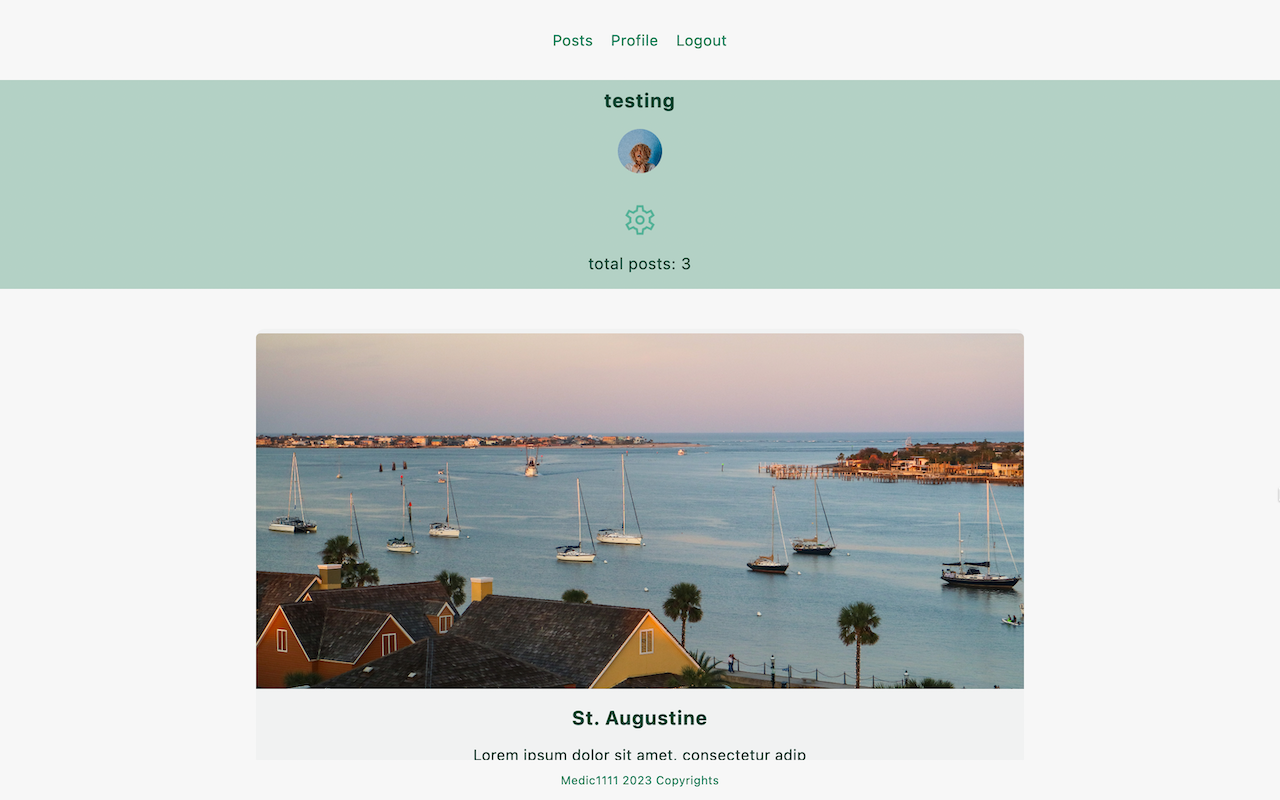 Posts Profile Logout
testing
total posts: 3
St. Augustine
Lorem ipsum dolor sit amet, consectetur adip
Medic1111 2023 Copyrights